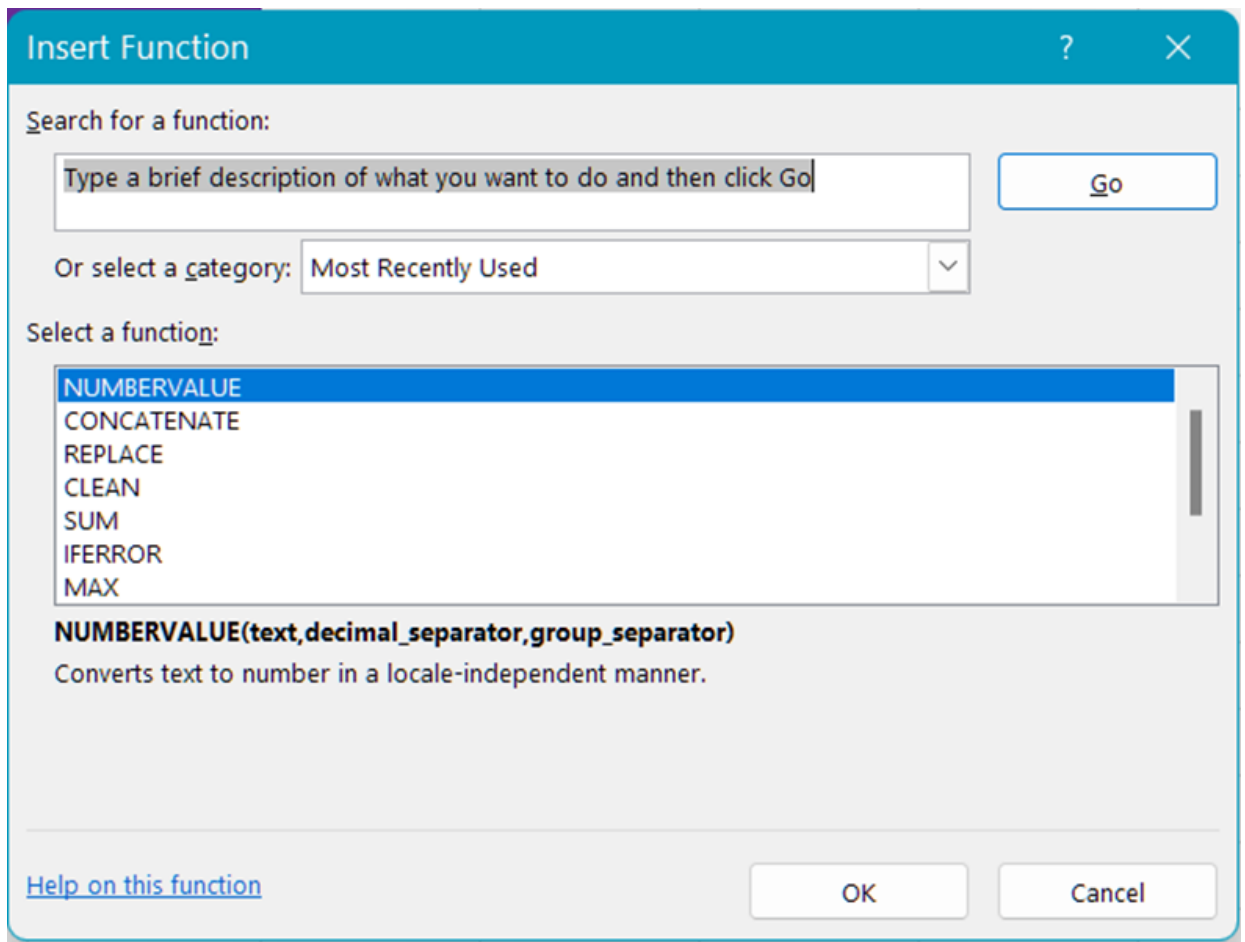 Insert Function ?
Search for a function:
Type a brief description of what you want to do and then click Go
Go
Or select a category: Most Recently Used
Select a function:
NUMBERVALUE
CONCATENATE
REPLACE
CLEAN
SUM
IFERROR
MAX
NUMBERVALUE(text,decimal_separator,group_separator)
Converts text to number in a locale-independent manner.
Help on this function
OK
Cancel